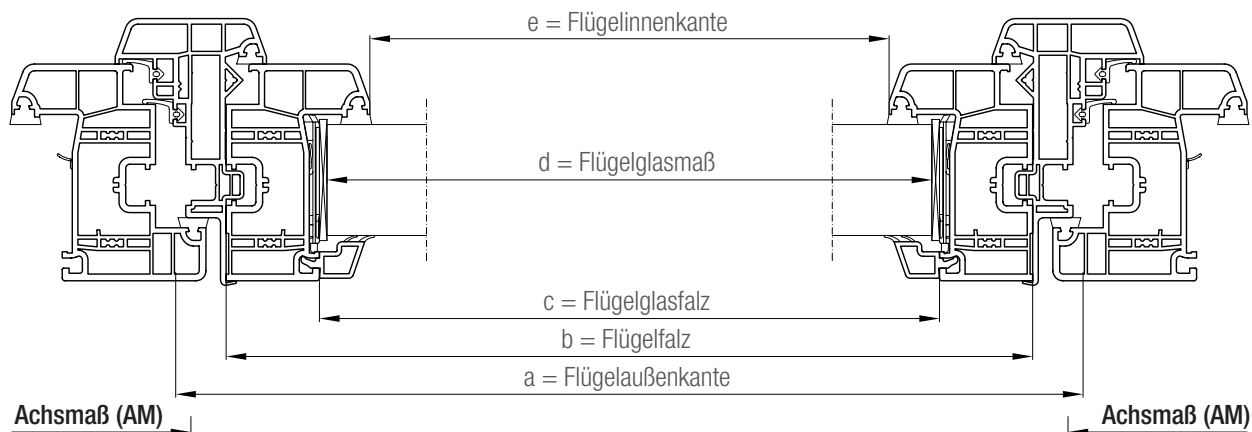 e = Flügelinnenkante
d = Flügelglasmaß
c = Flügelglasfalz
b = Flügelfalz
a = Flügelaußenkante
Achsmaß (AM)
Achsmaß (AM)